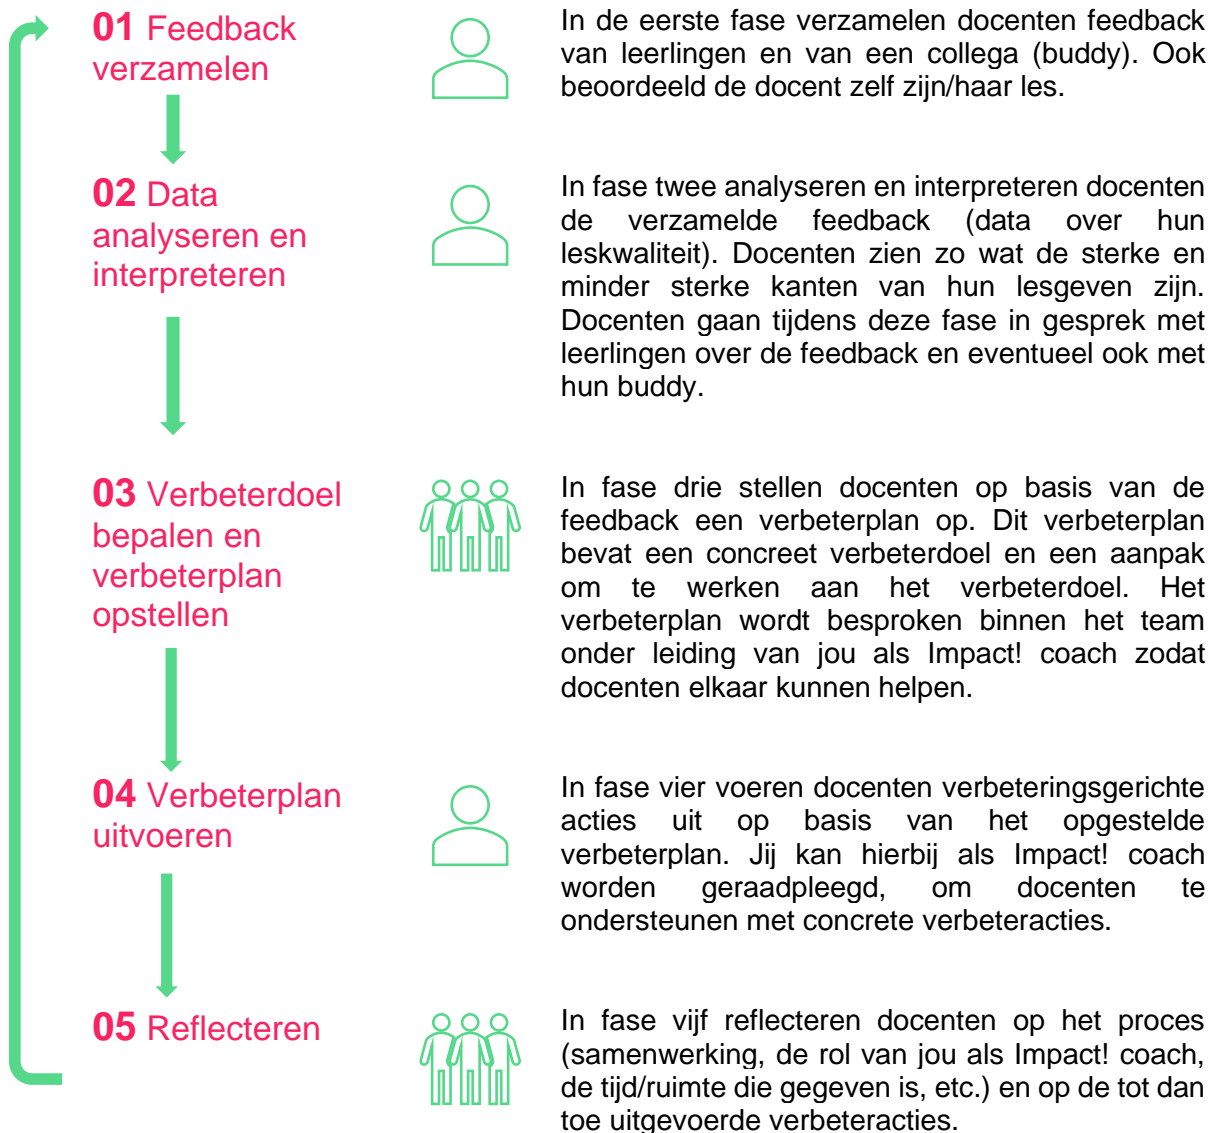 01 Feedback
verzamelen
In de eerste fase verzamelen docenten feedback
van leerlingen en van een collega (buddy). Ook
beoordeeld de docent zelf zijn/haar les.
02 Data
analyseren en
interpreteren
In fase twee analyseren en interpreteren docenten
de verzamelde feedback (data over hun
leskwaliteit). Docenten zien zo wat de sterke en
minder sterke kanten van hun lesgeven zijn.
Docenten gaan tijdens deze fase in gesprek met
leerlingen over de feedback en eventueel ook met
hun buddy.
03 Verbeterdoel
bepalen en
verbeterplan
opstellen
In fase drie stellen docenten op basis van de
feedback een verbeterplan op. Dit verbeterplan
bevat een concreet verbeterdoel en een aanpak
om te werken aan het verbeterdoel. Het
verbeterplan wordt besproken binnen het team
onder leiding van jou als Impact! coach zodat
docenten elkaar kunnen helpen.
04 Verbeterplan
uitvoeren
In fase vier voeren docenten verbeteringsgerichte
acties uit op basis van het opgestelde
verbeterplan. Jij kan hierbij als Impact! coach
worden geraadpleegd, om docenten te
ondersteunen met concrete verbeteracties.
05 Reflecteren
In fase vijf reflecteren docenten op het proces
(samenwerking, de rol van jou als Impact! coach,
de tijd/ruimte die gegeven is, etc.) en op de tot dan
toe uitgevoerde verbeteracties.